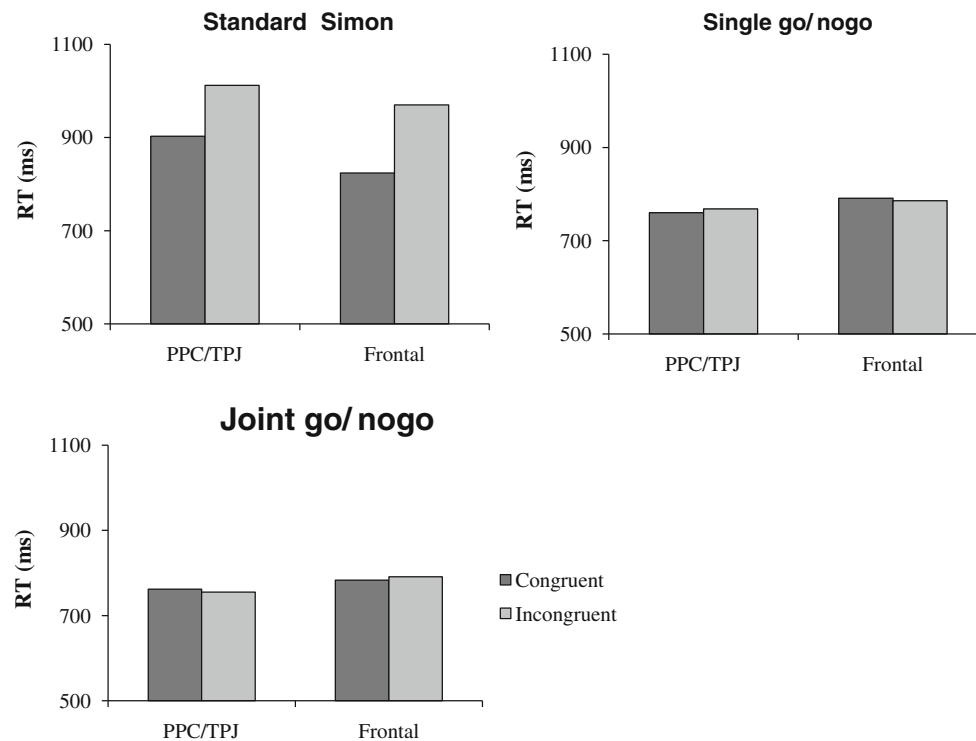 Standard Simon
1100
900
700
500
RT (ms)
PPC/TPJ Frontal
Single go/nogo
1100
900
700
500
RT (ms)
PPC/TPJ Frontal
Joint go/nogo
1100
900
700
500
RT (ms)
PPC/TPJ Frontal
Congruent
Incongruent